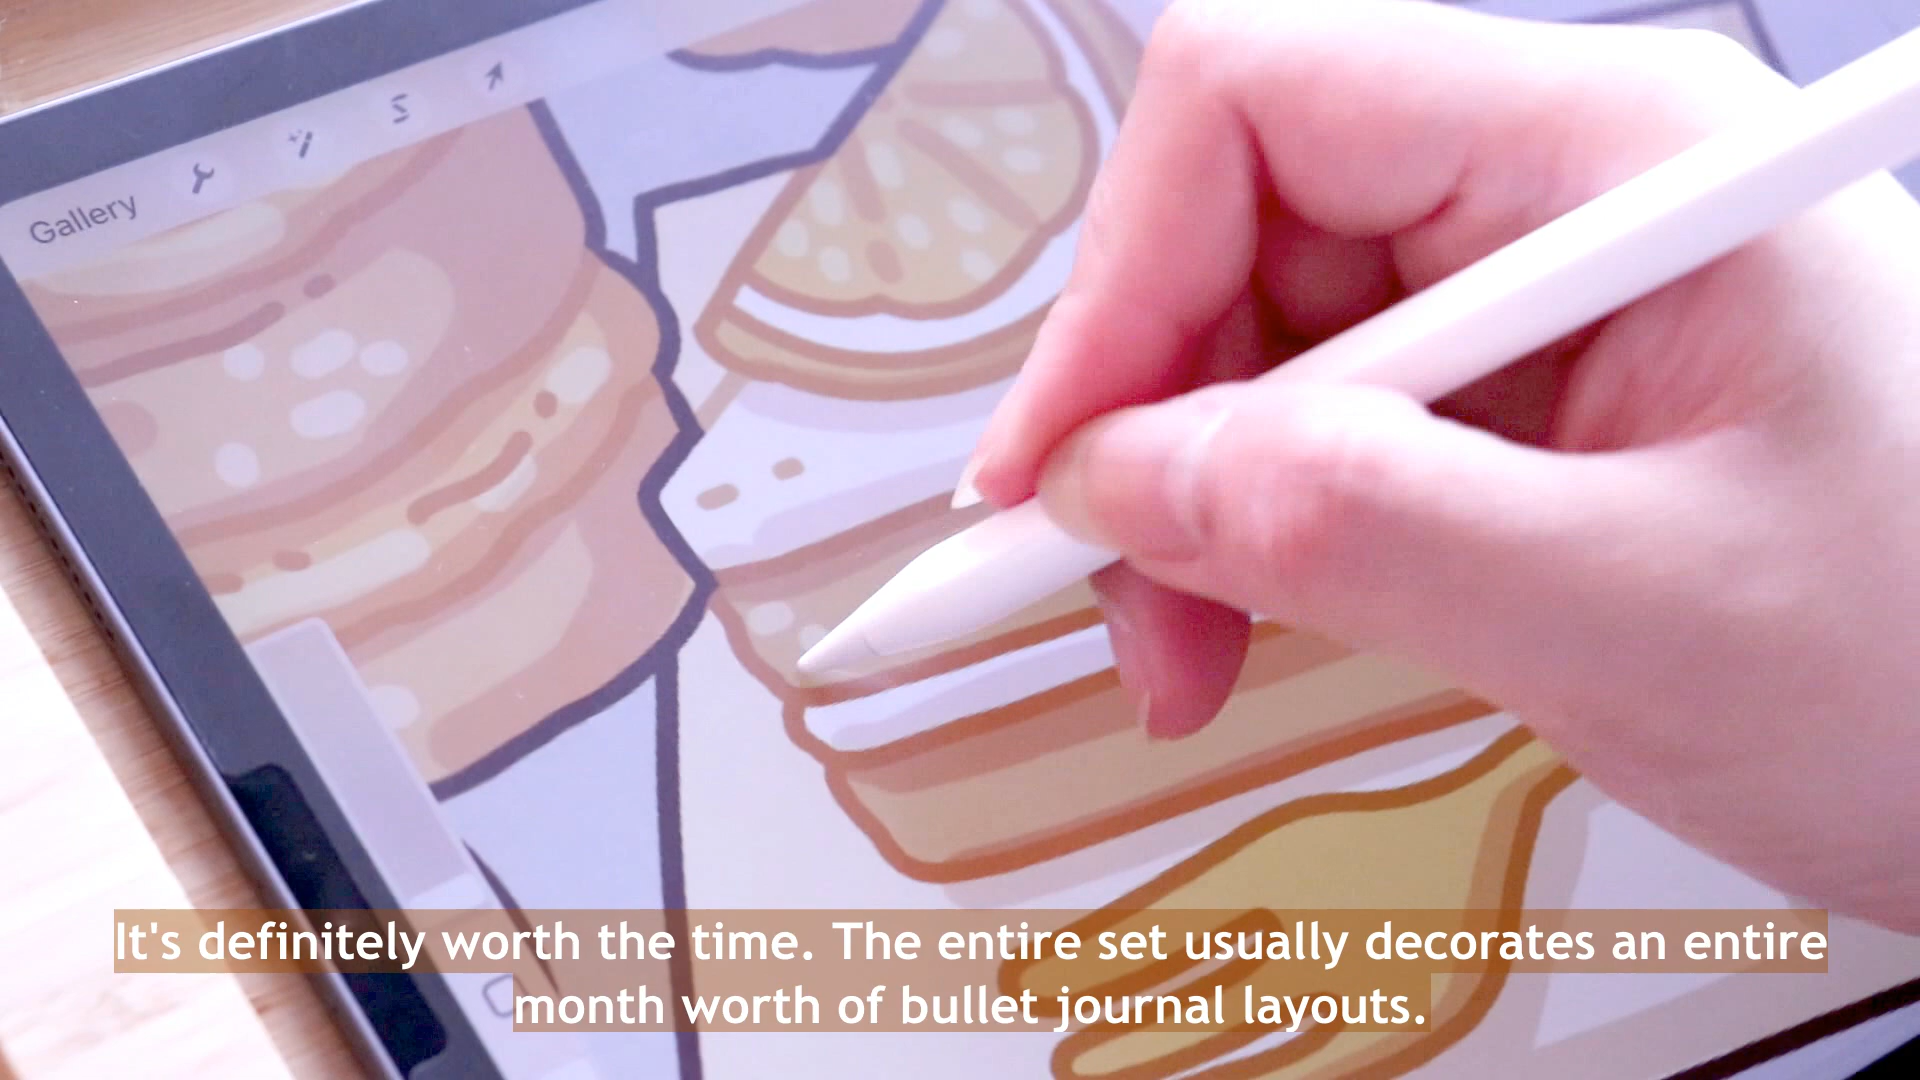 Gallery
It's definitely worth the time. The entire set usually decorates an entire
month worth of bullet journal layouts.